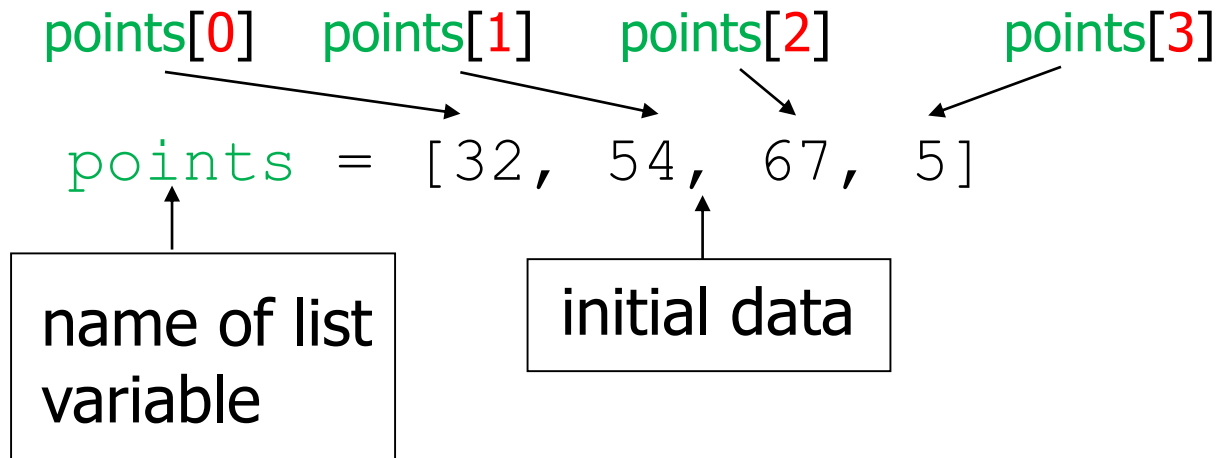 points[0] points[1] points[2] points[3]
points = [32, 54, 67, 5]
name of list
variable
initial data